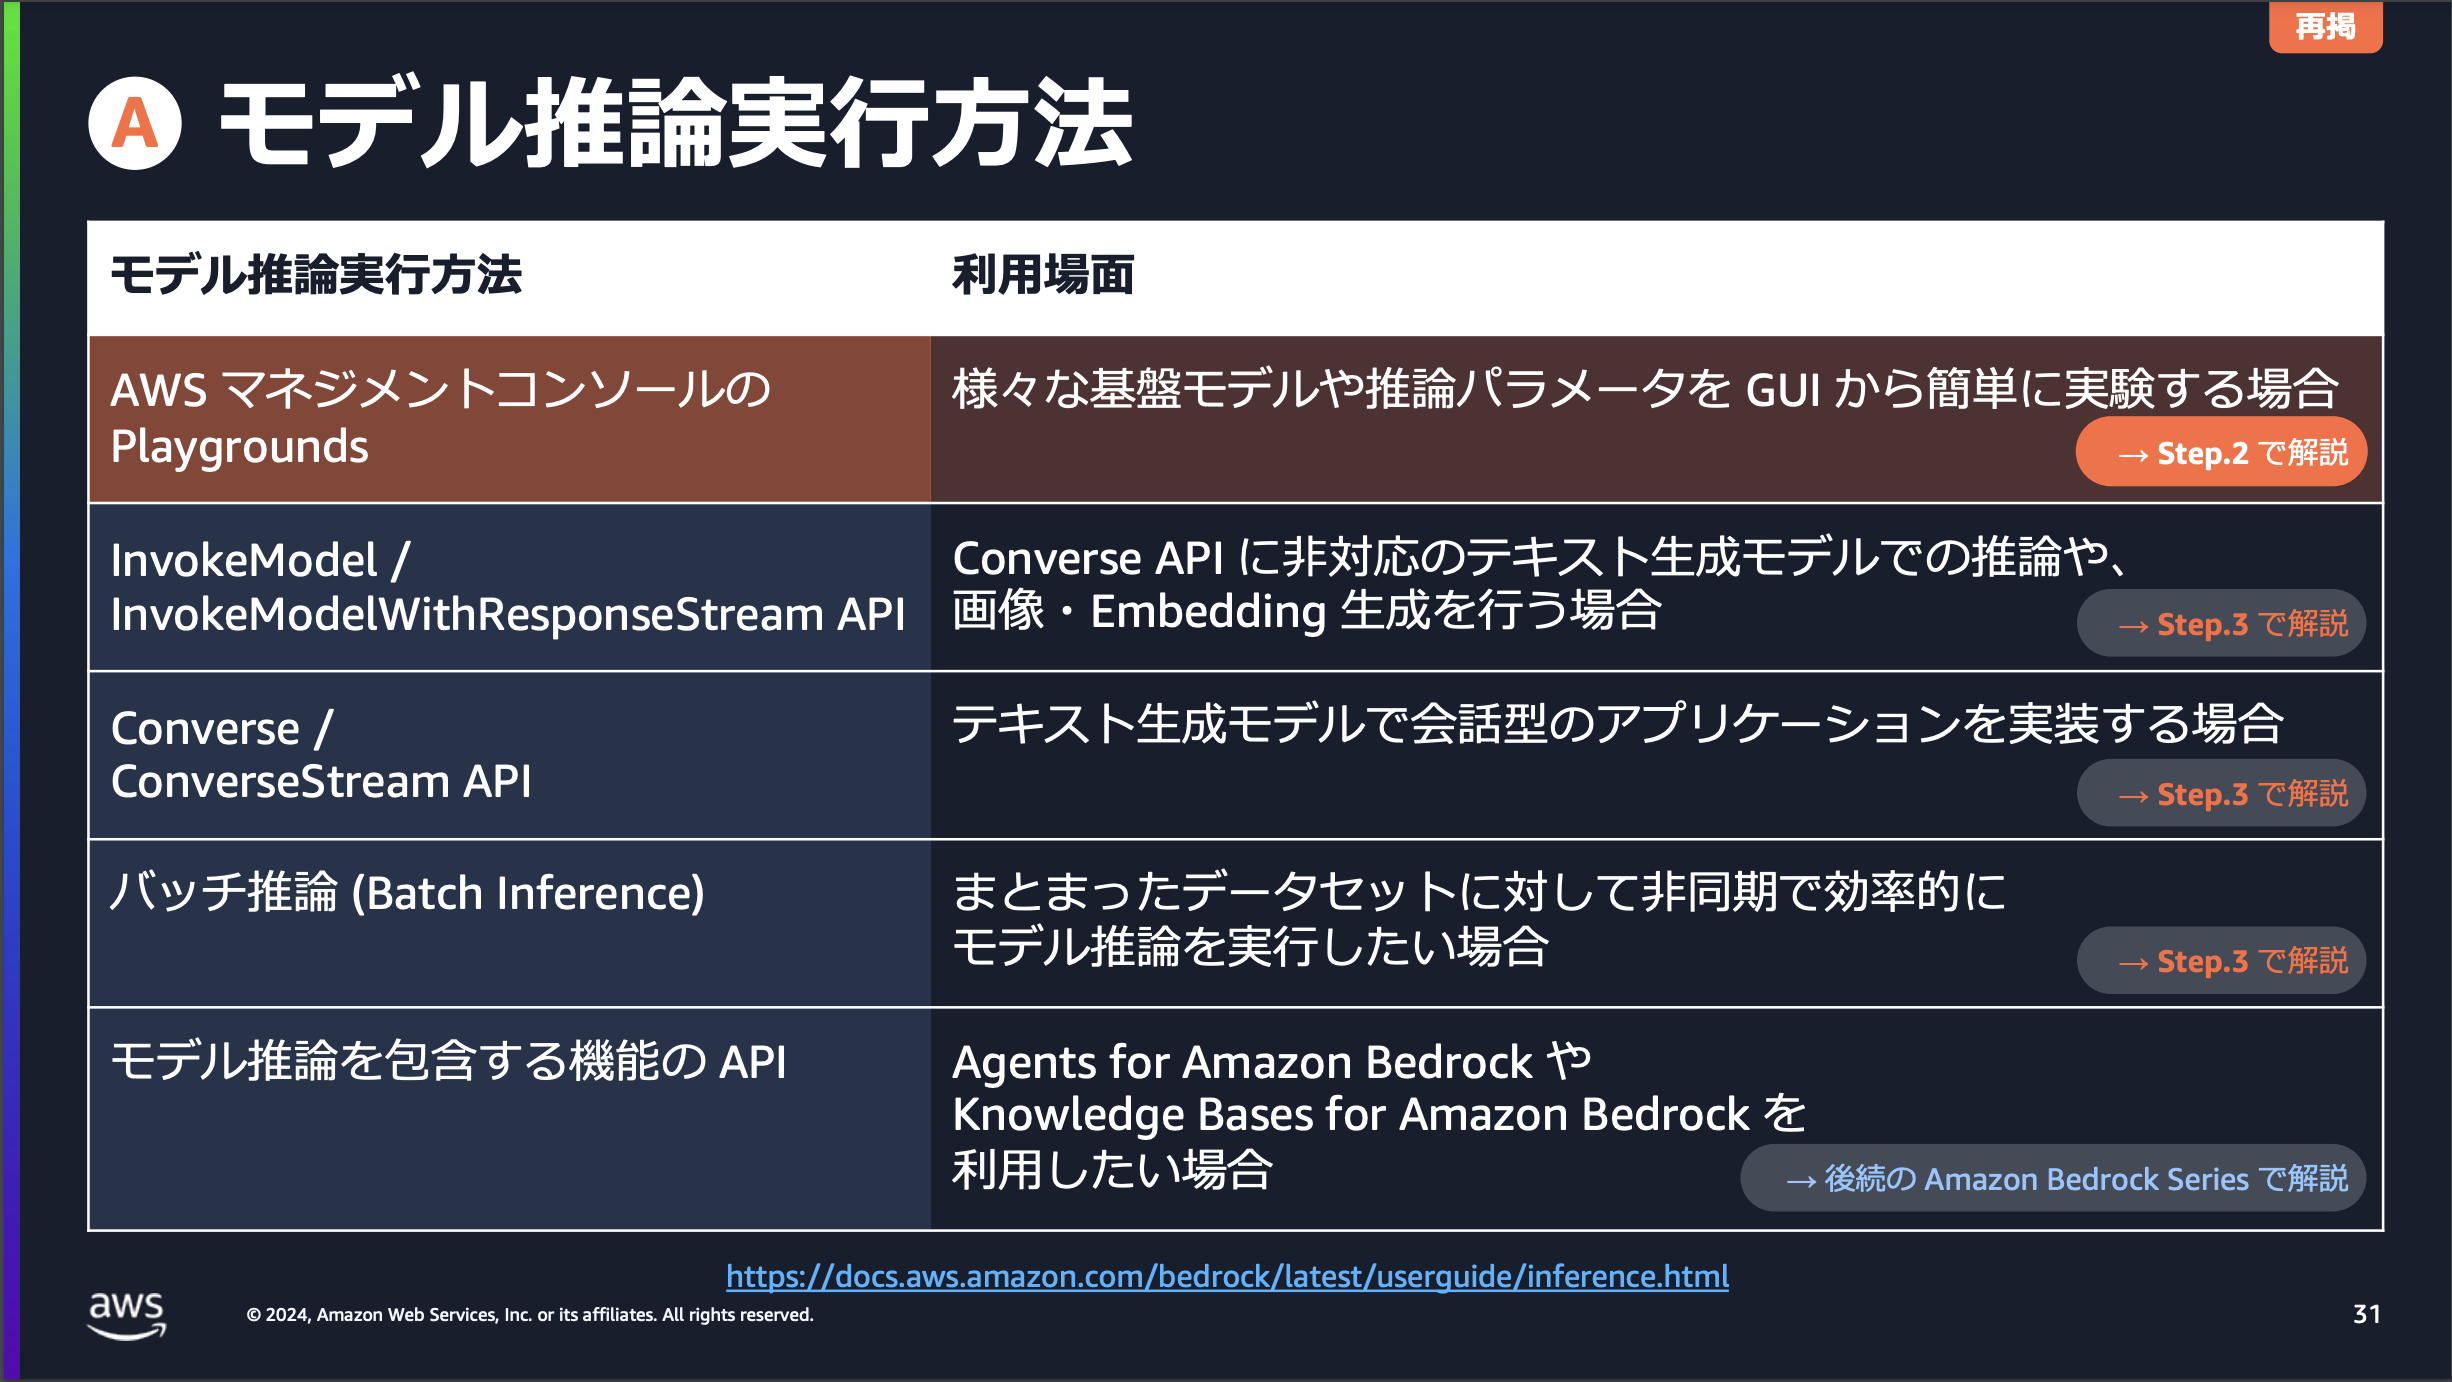 再掲
A モデル推論実行方法
モデル推論実行方法
利用場面
AWS マネジメントコンソールの
Playgrounds
様々な基盤モデルや推論パラメータを GUI から簡単に実験する場合
→ Step.2 で解説
InvokeModel /
InvokeModelWithResponseStream API
Converse API に非対応のテキスト生成モデルでの推論や、
画像・Embedding 生成を行う場合
→ Step.3 で解説
Converse /
ConverseStream API
テキスト生成モデルで会話型のアプリケーションを実装する場合
→ Step.3 で解説
バッチ推論 (Batch Inference)
まとまったデータセットに対して非同期で効率的に
モデル推論を実行したい場合
→ Step.3 で解説
モデル推論を包含する機能の API
Agents for Amazon Bedrock や
Knowledge Bases for Amazon Bedrock を
利用したい場合
→ 後続の Amazon Bedrock Series で解説
https://docs.aws.amazon.com/bedrock/latest/userguide/inference.html
aws
© 2024, Amazon Web Services, Inc. or its affiliates. All rights reserved.
31